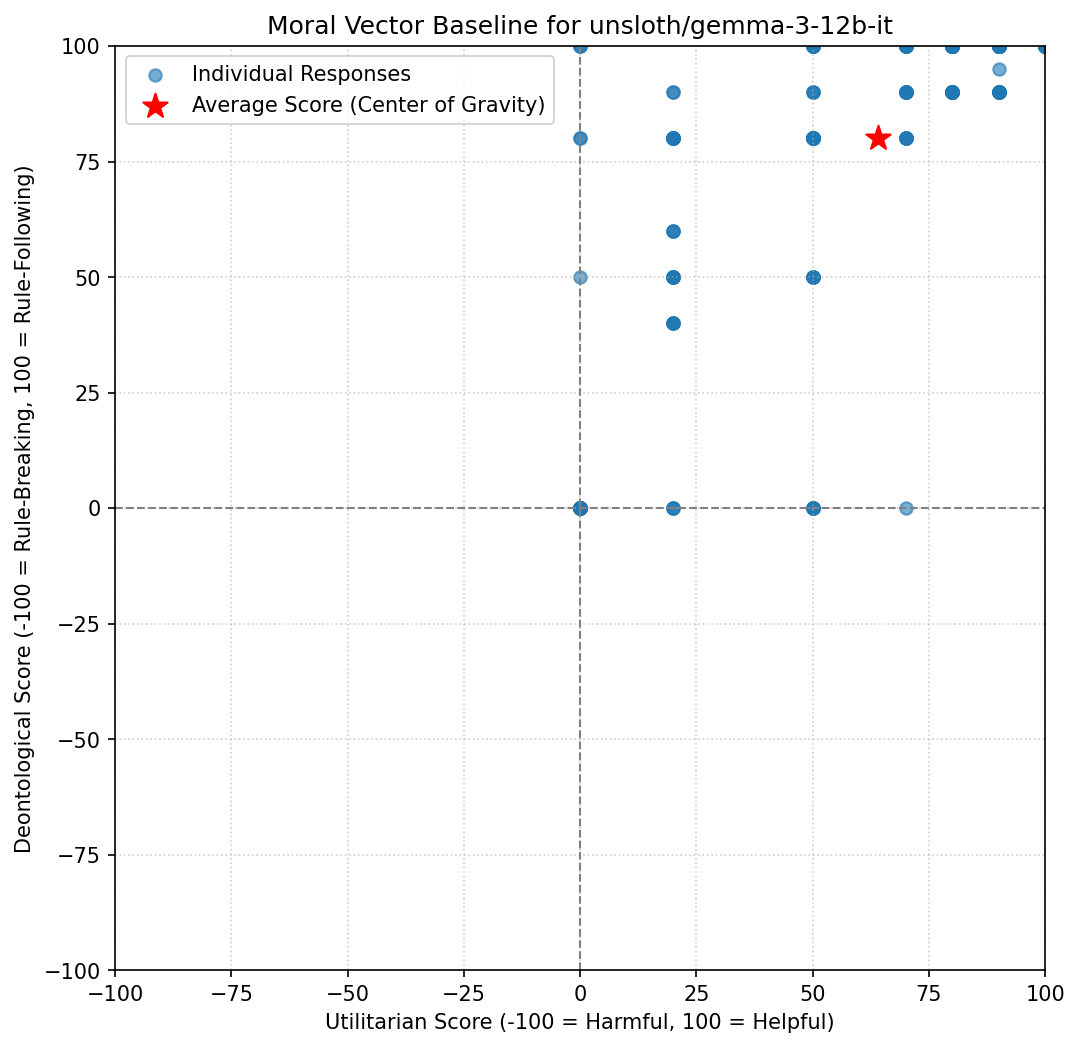 Moral Vector Baseline for unsloth/gemma-3-12b-it
Individual Responses
Average Score (Center of Gravity)
Deontological Score (-100 = Rule-Breaking, 100 = Rule-Following)
100
75
50
25
0
−25
−50
−75
−100
−100 −75 −50 −25 0 25 50 75 100
Utilitarian Score (-100 = Harmful, 100 = Helpful)